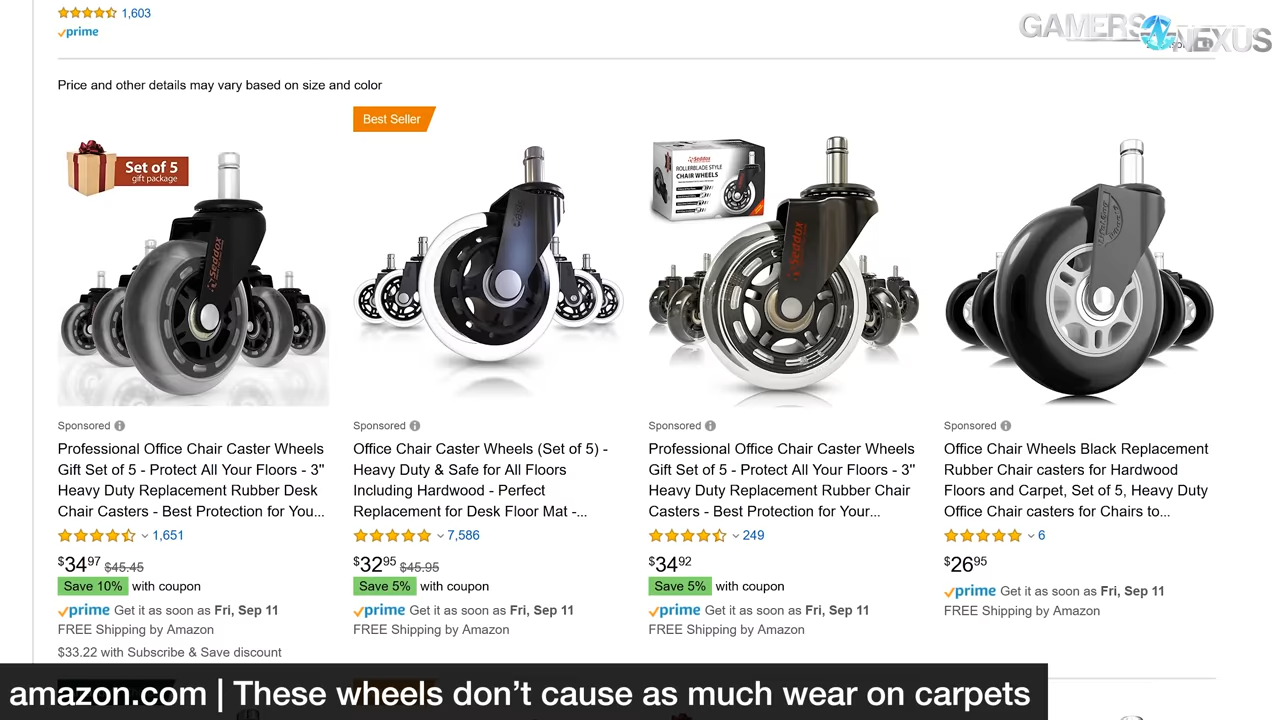 1,603
prime
GAMERS NEXUS
Price and other details may vary based on size and color
Best Seller
Set of 5
gift package
Seddox
Seddox
ROLLERBLADE STYLE
CHAIR WHEELS
Seddox
Sponsored
Professional Office Chair Caster Wheels
Gift Set of 5 - Protect All Your Floors - 3"
Heavy Duty Replacement Rubber Desk
Chair Casters - Best Protection for You...
1,651
$34.97 $45.45
Save 10% with coupon
prime Get it as soon as Fri, Sep 11
FREE Shipping by Amazon
$33.22 with Subscribe & Save discount
Sponsored
Office Chair Caster Wheels (Set of 5) -
Heavy Duty & Safe for All Floors
Including Hardwood - Perfect
Replacement for Desk Floor Mat -...
7,586
$32.95 $45.95
Save 5% with coupon
prime Get it as soon as Fri, Sep 11
FREE Shipping by Amazon
Sponsored
Professional Office Chair Caster Wheels
Gift Set of 5 - Protect All Your Floors - 3"
Heavy Duty Replacement Rubber Chair
Casters - Best Protection for Your...
249
$34.92
Save 5% with coupon
prime Get it as soon as Fri, Sep 11
FREE Shipping by Amazon
Sponsored
Office Chair Wheels Black Replacement
Rubber Chair casters for Hardwood
Floors and Carpet, Set of 5, Heavy Duty
Office Chair casters for Chairs to...
6
$26.95
prime Get it as soon as Fri, Sep 11
FREE Shipping by Amazon
amazon.com | These wheels don't cause as much wear on carpets